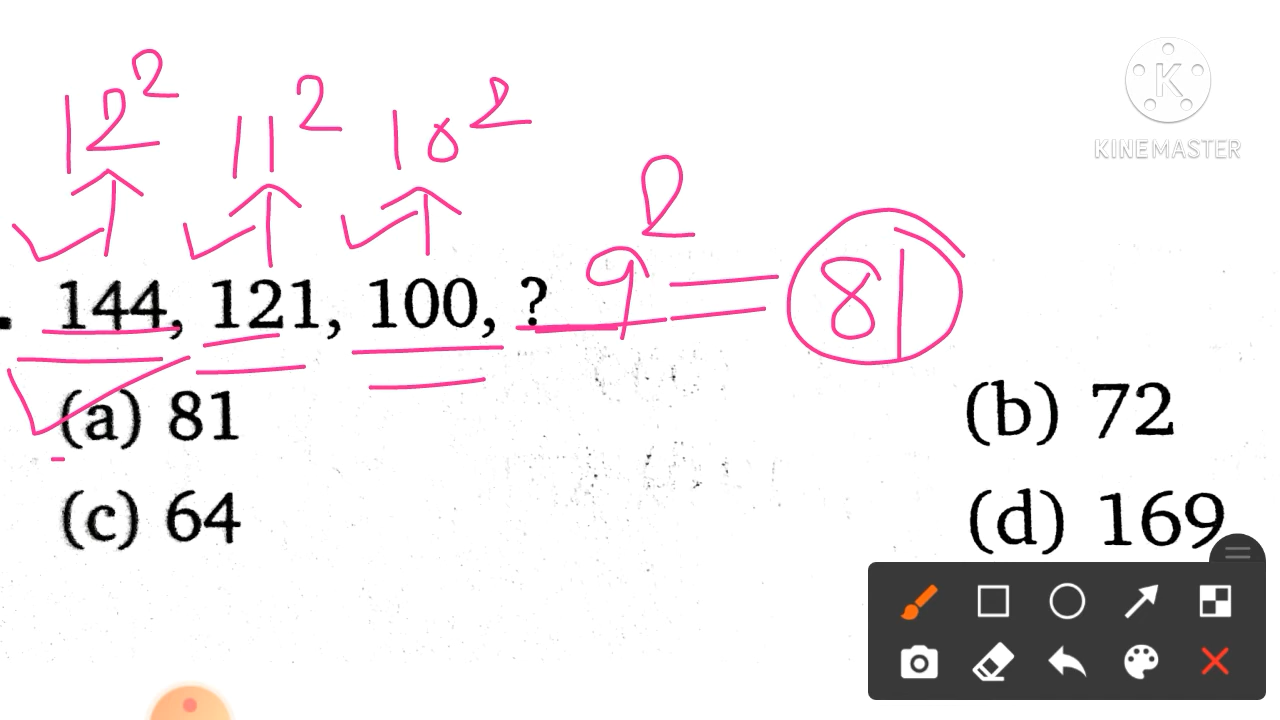 12² 11² 10²
. 144, 121, 100, ? 9² = 81
(a) 81 (b) 72
(c) 64 (d) 169
K
KINEMASTER